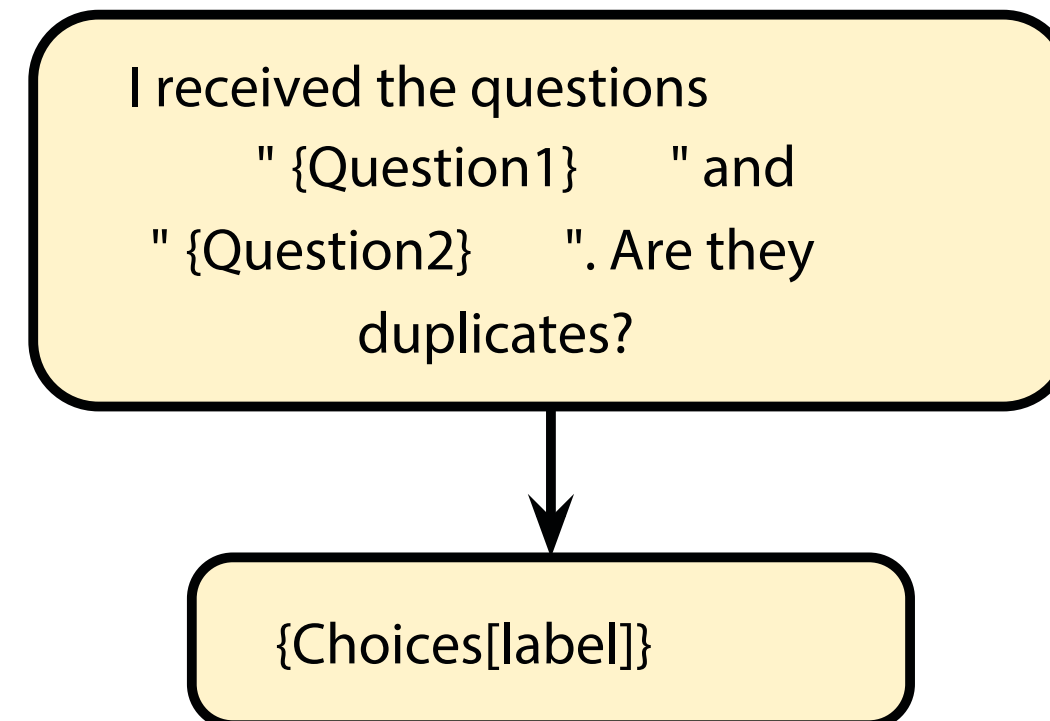 I received the questions
" {Question1} " and
" {Question2} ". Are they
duplicates?
{Choices[label]}